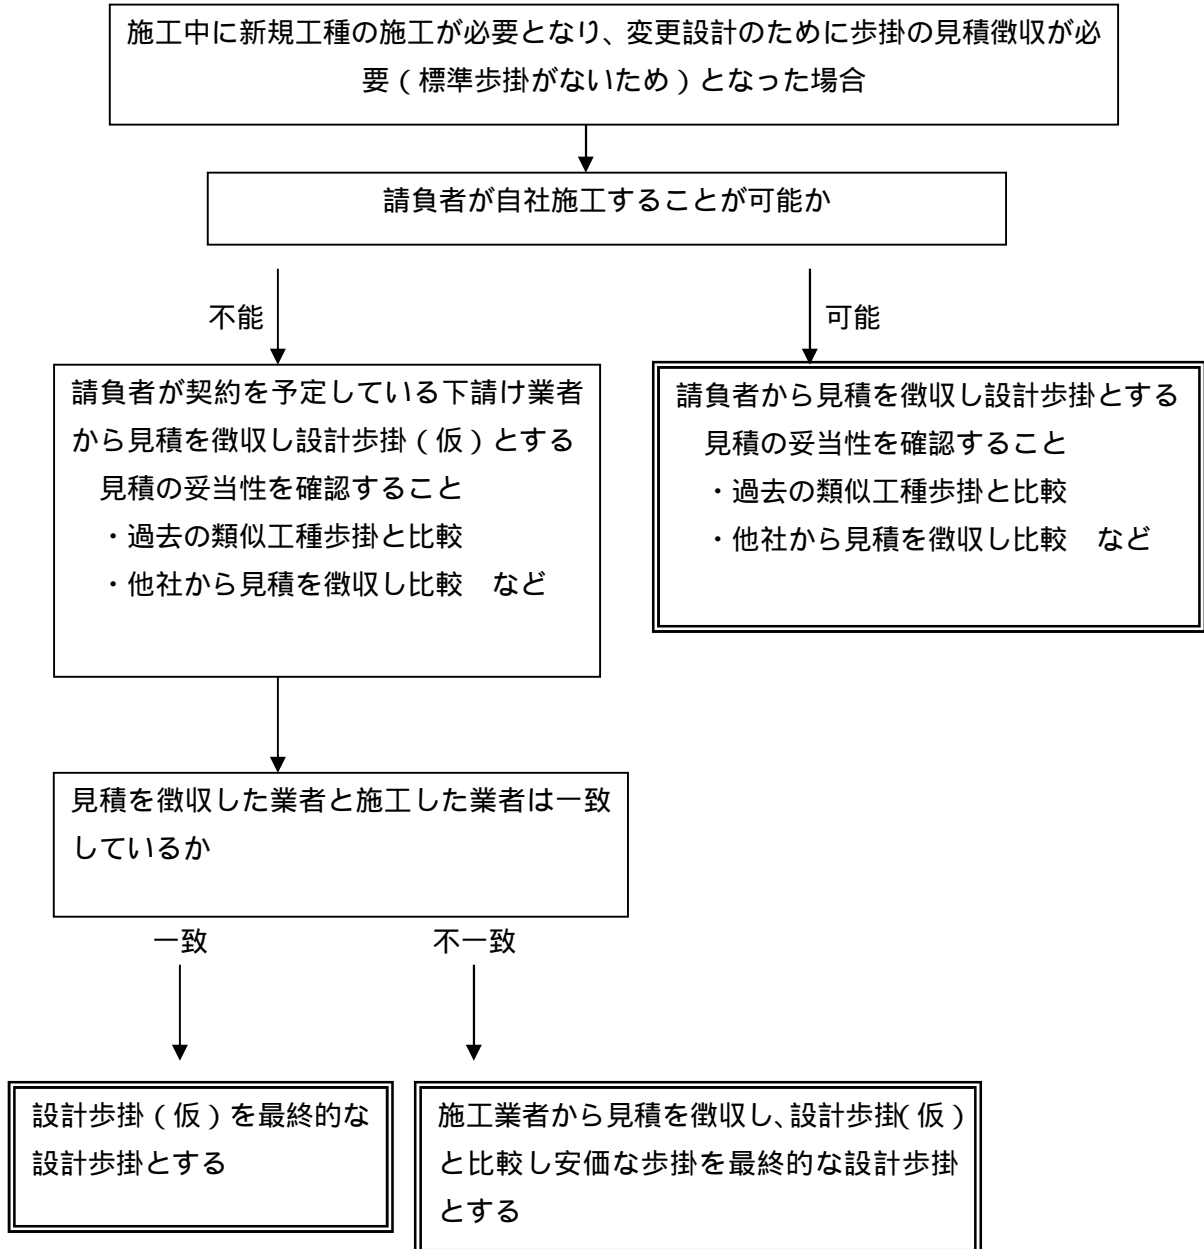 施工中に新規工種の施工が必要となり、変更設計のために歩掛の見積徴収が必
要（標準歩掛がないため）となった場合
請負者が自社施工することが可能か
不能
可能
請負者が契約を予定している下請け業者
から見積を徴収し設計歩掛（仮）とする
見積の妥当性を確認すること
・過去の類似工種歩掛と比較
・他社から見積を徴収し比較　など
請負者から見積を徴収し設計歩掛とする
見積の妥当性を確認すること
・過去の類似工種歩掛と比較
・他社から見積を徴収し比較　など
見積を徴収した業者と施工した業者は一致
しているか
一致
不一致
設計歩掛（仮）を最終的な
設計歩掛とする
施工業者から見積を徴収し、設計歩掛（仮）
と比較し安価な歩掛を最終的な設計歩掛
とする